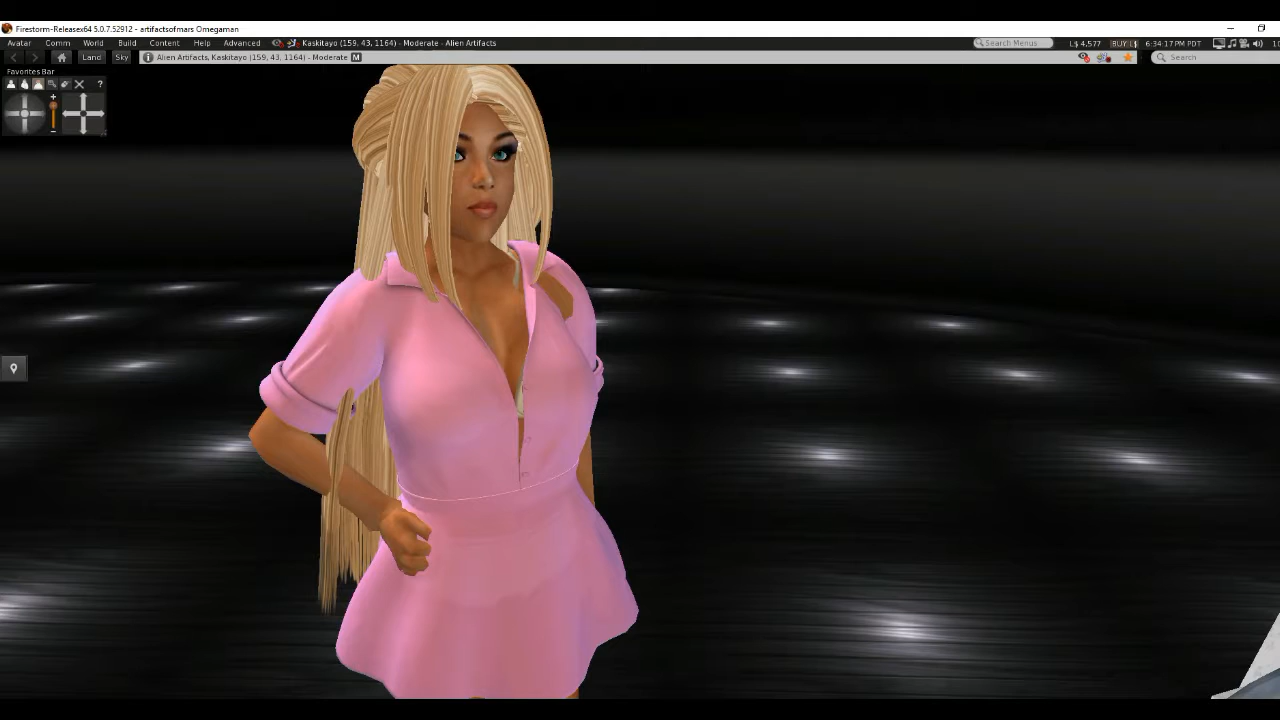 Firestorm-Releasex64 5.0.7.52912 - artifactsofmars Omegaman
Avatar Comm World Build Content Help Advanced Kaskitayo (159, 43, 1164) - Moderate - Alien Artifacts Search Menus L$ 4,577 BUY L$ 6:34:17 PM PDT
Land Sky Alien Artifacts, Kaskitayo (159, 43, 1164) - Moderate M Search
Favorites Bar
?